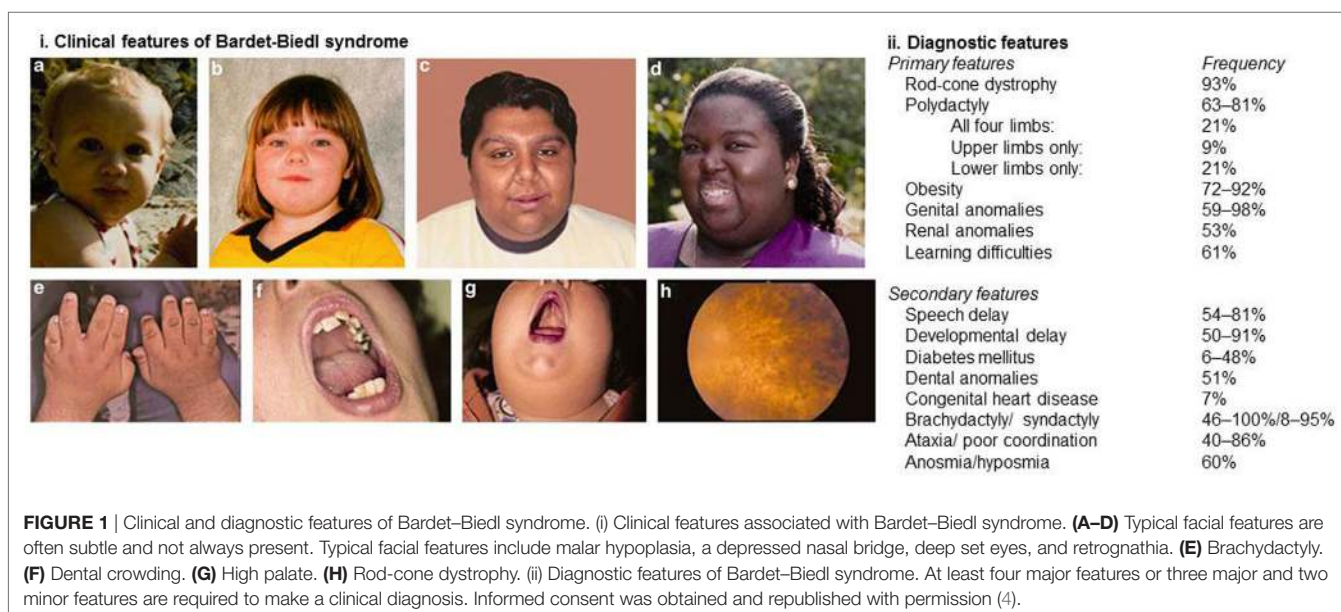 i. Clinical features of Bardet-Biedl syndrome
a
b
c
d
e
f
g
h
ii. Diagnostic features
Primary features Frequency
Rod-cone dystrophy 93%
Polydactyly 63–81%
All four limbs: 21%
Upper limbs only: 9%
Lower limbs only: 21%
Obesity 72–92%
Genital anomalies 59–98%
Renal anomalies 53%
Learning difficulties 61%
Secondary features
Speech delay 54–81%
Developmental delay 50–91%
Diabetes mellitus 6–48%
Dental anomalies 51%
Congenital heart disease 7%
Brachydactyly/ syndactyly 46–100%/8–95%
Ataxia/ poor coordination 40–86%
Anosmia/hyposmia 60%
FIGURE 1 | Clinical and diagnostic features of Bardet–Biedl syndrome. (i) Clinical features associated with Bardet–Biedl syndrome. (A–D) Typical facial features are
often subtle and not always present. Typical facial features include malar hypoplasia, a depressed nasal bridge, deep set eyes, and retrognathia. (E) Brachydactyly.
(F) Dental crowding. (G) High palate. (H) Rod-cone dystrophy. (ii) Diagnostic features of Bardet–Biedl syndrome. At least four major features or three major and two
minor features are required to make a clinical diagnosis. Informed consent was obtained and republished with permission (4).